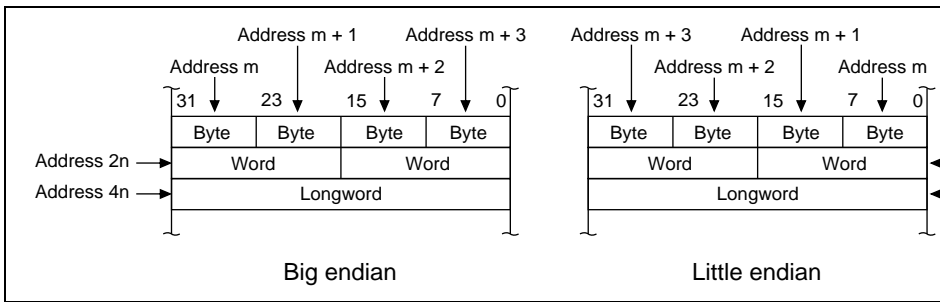 Address m + 1 Address m + 3 Address m + 3 Address m + 1
Address m Address m + 2 Address m + 2 Address m
31 23 15 7 0 31 23 15 7 0
Byte Byte Byte Byte Byte Byte Byte Byte
Address 2n Word Word Word Word
Address 4n Longword Longword
Big endian Little endian